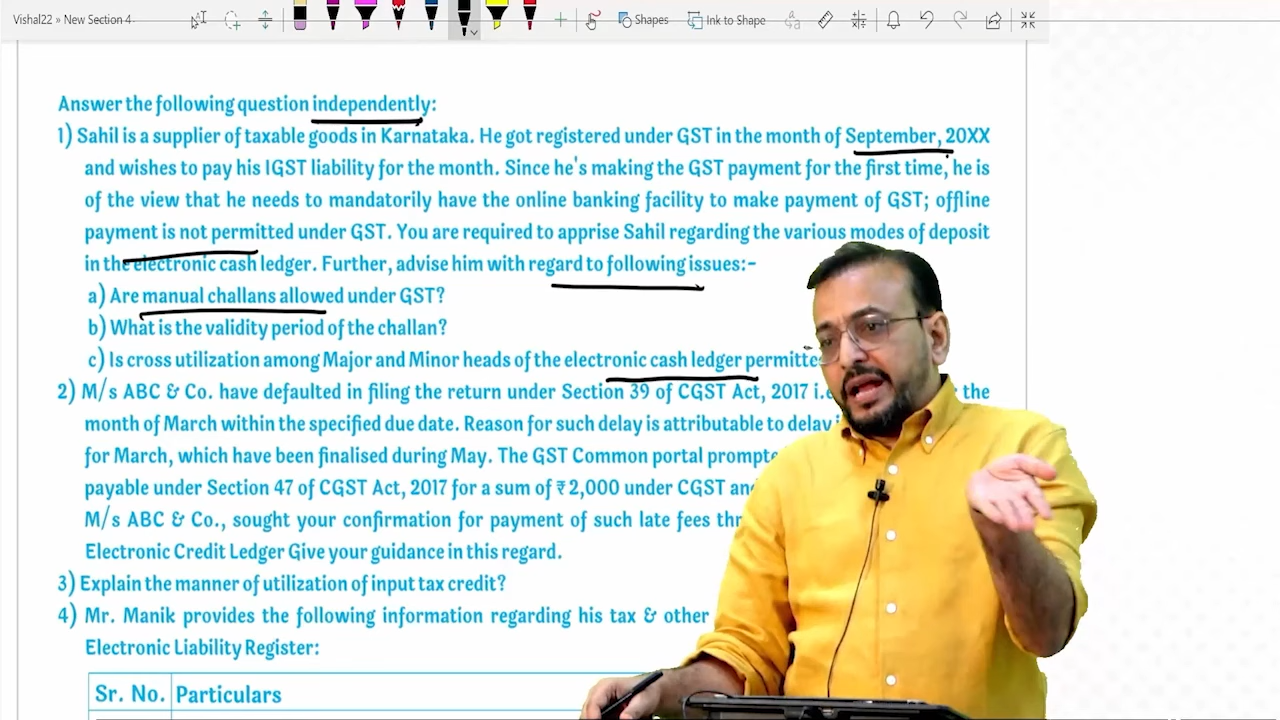 Vishal22 » New Section 4
Shapes
Ink to Shape
Answer the following question independently:
1) Sahil is a supplier of taxable goods in Karnataka. He got registered under GST in the month of September, 20XX
and wishes to pay his IGST liability for the month. Since he's making the GST payment for the first time, he is
of the view that he needs to mandatorily have the online banking facility to make payment of GST; offline
payment is not permitted under GST. You are required to apprise Sahil regarding the various modes of deposit
in the electronic cash ledger. Further, advise him with regard to following issues:-
a) Are manual challans allowed under GST?
b) What is the validity period of the challan?
c) Is cross utilization among Major and Minor heads of the electronic cash ledger
2) M/s ABC & Co. have defaulted in filing the return under Section 39 of CGST Act, 2017 the
month of March within the specified due date. Reason for such delay is attributable to delay
for March, which have been finalised during May. The GST Common portal
payable under Section 47 of CGST Act, 2017 for a sum of ₹2,000 under CGST
M/s ABC & Co., sought your confirmation for payment of such late fees
Electronic Credit Ledger Give your guidance in this regard.
3) Explain the manner of utilization of input tax credit?
4) Mr. Manik provides the following information regarding his tax & other
Electronic Liability Register:
Sr. No. Particulars